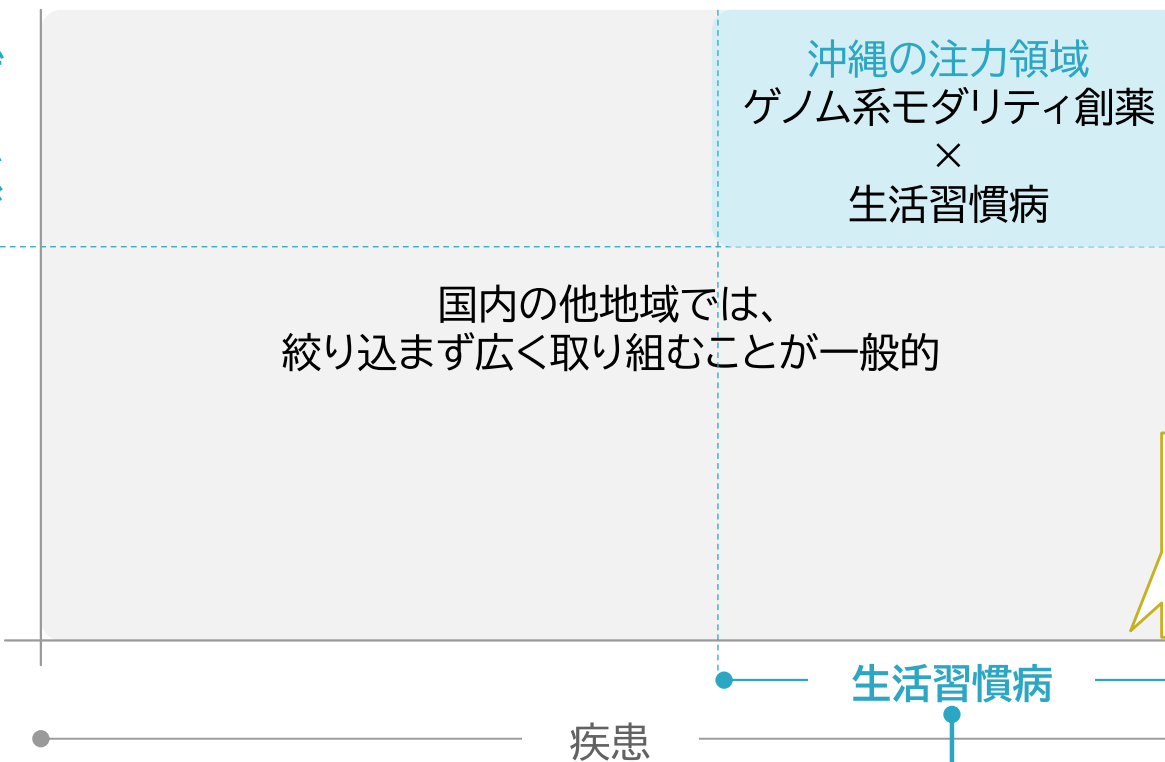 沖縄の注力領域
ゲノム系モダリティ創薬
×
生活習慣病
国内の他地域では、
絞り込まず広く取り組むことが一般的
生活習慣病
疾患